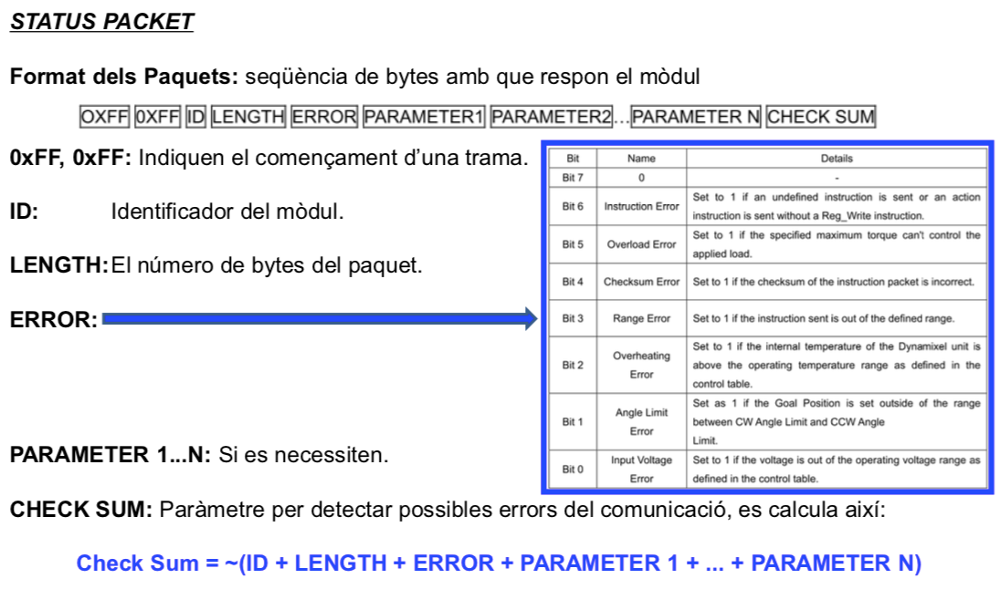 STATUS PACKET
Format dels Paquets: seqüència de bytes amb que respon el mòdul
OXFF 0XFF ID LENGTH ERROR PARAMETER1 PARAMETER2...PARAMETER N CHECK SUM
0xFF, 0xFF: Indiquen el començament d'una trama.
ID: Identificador del mòdul.
LENGTH: El número de bytes del paquet.
ERROR:
Bit Name Details
Bit 7 0 -
Bit 6 Instruction Error Set to 1 if an undefined instruction is sent or an action
instruction is sent without a Reg_Write instruction.
Bit 5 Overload Error Set to 1 if the specified maximum torque can't control the
applied load.
Bit 4 Checksum Error Set to 1 if the checksum of the instruction packet is incorrect.
Bit 3 Range Error Set to 1 if the instruction sent is out of the defined range.
Bit 2 Overheating
Error
Set to 1 if the internal temperature of the Dynamixel unit is
above the operating temperature range as defined in the
control table.
Bit 1 Angle Limit
Error
Set as 1 if the Goal Position is set outside of the range
between CW Angle Limit and CCW Angle
Limit.
Bit 0 Input Voltage
Error
Set to 1 if the voltage is out of the operating voltage range as
defined in the control table.
PARAMETER 1...N: Si es necessiten.
CHECK SUM: Paràmetre per detectar possibles errors del comunicació, es calcula així:
Check Sum = ~(ID + LENGTH + ERROR + PARAMETER 1 + ... + PARAMETER N)